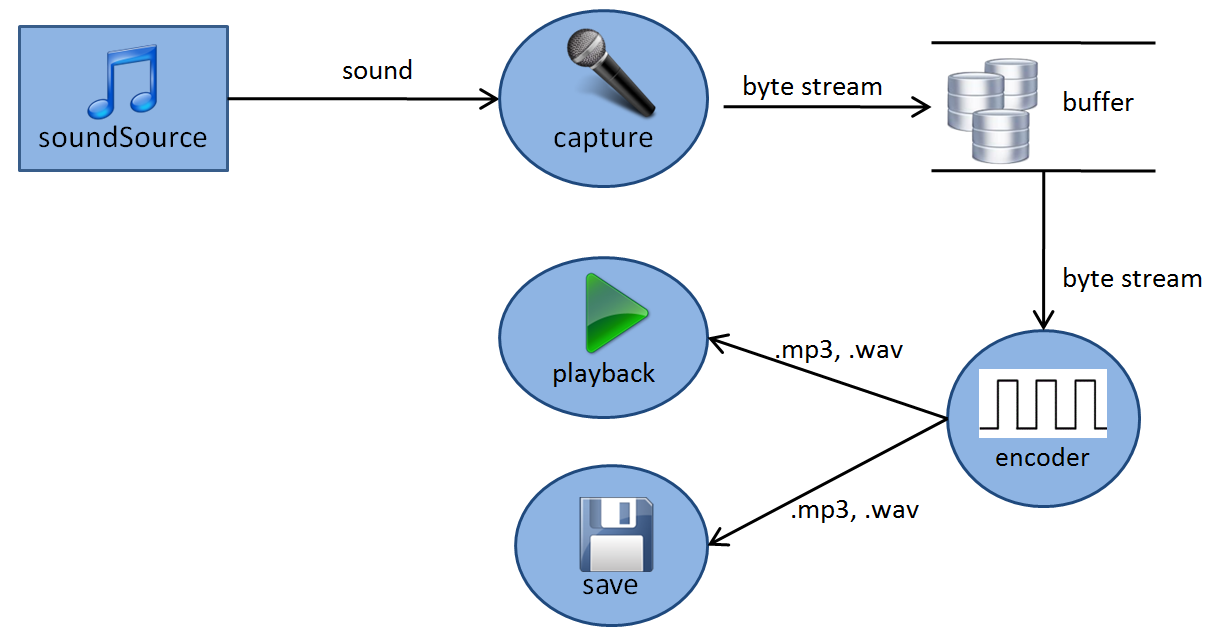 sound
soundSource
capture
byte stream
buffer
byte stream
playback
.mp3, .wav
encoder
.mp3, .wav
save